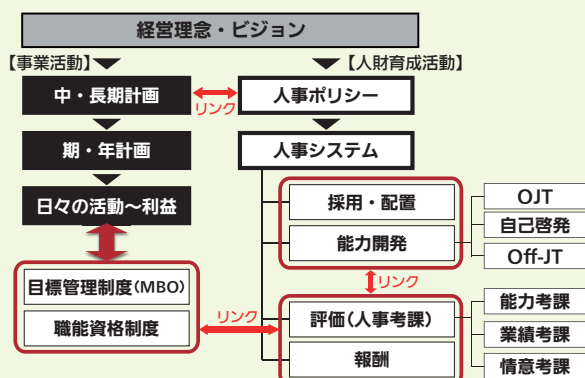 経営理念・ビジョン
【事業活動】
【人財育成活動】
中・長期計画
リンク
人事ポリシー
期・年計画
人事システム
日々の活動～利益
採用・配置
能力開発
OJT
自己啓発
Off-JT
リンク
目標管理制度(MBO)
職能資格制度
リンク
評価(人事考課)
報酬
能力考課
業績考課
情意考課